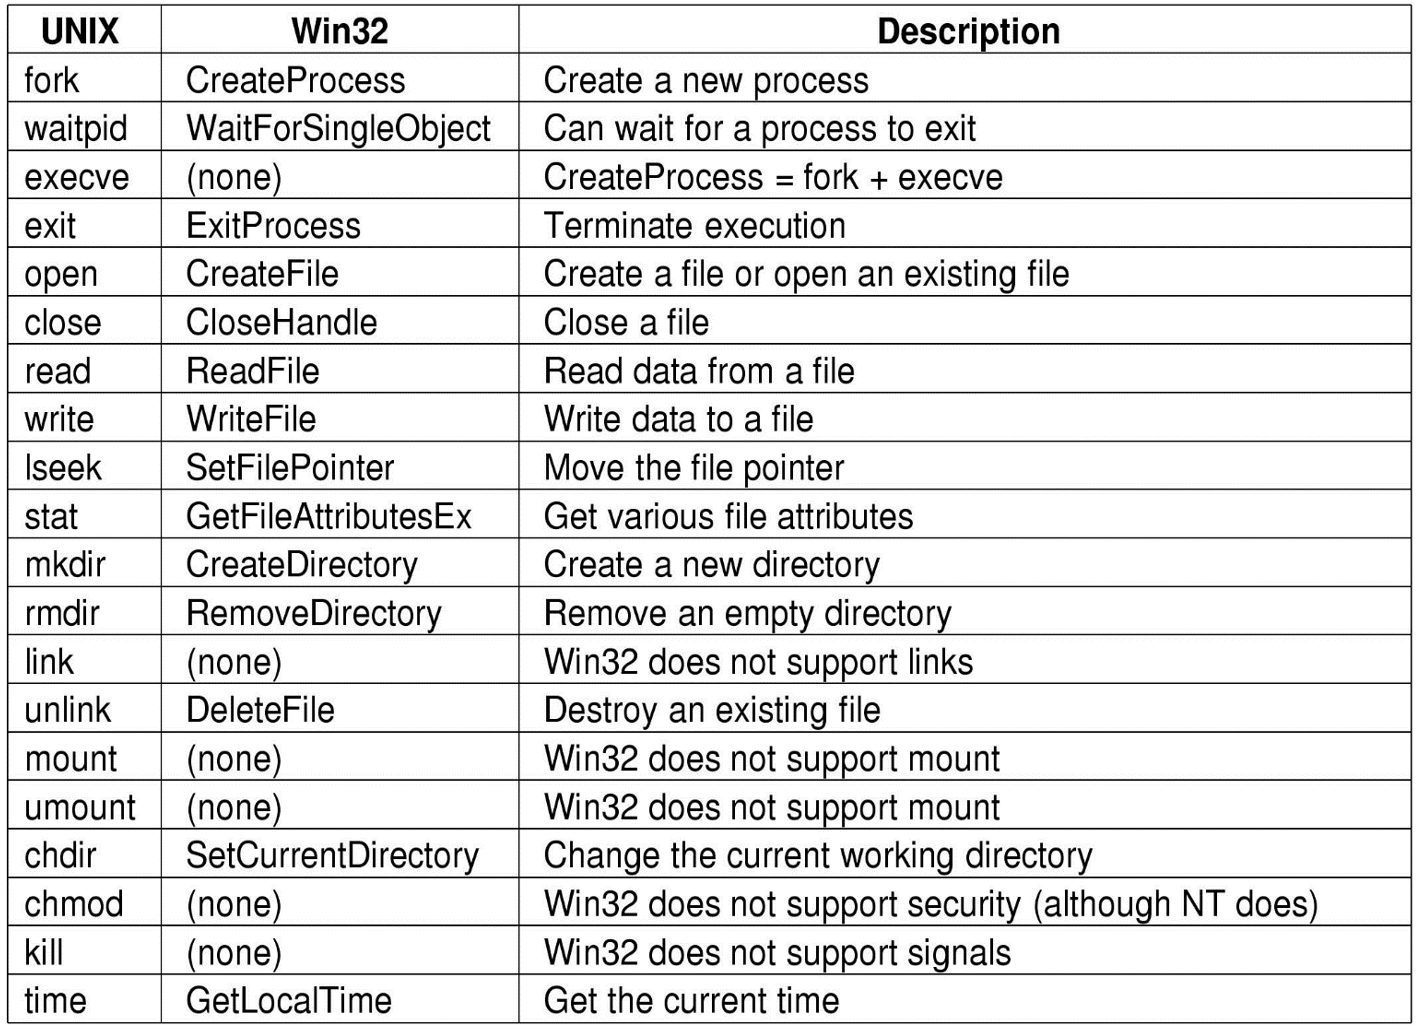 UNIX Win32 Description
fork CreateProcess Create a new process
waitpid WaitForSingleObject Can wait for a process to exit
execve (none) CreateProcess = fork + execve
exit ExitProcess Terminate execution
open CreateFile Create a file or open an existing file
close CloseHandle Close a file
read ReadFile Read data from a file
write WriteFile Write data to a file
lseek SetFilePointer Move the file pointer
stat GetFileAttributesEx Get various file attributes
mkdir CreateDirectory Create a new directory
rmdir RemoveDirectory Remove an empty directory
link (none) Win32 does not support links
unlink DeleteFile Destroy an existing file
mount (none) Win32 does not support mount
umount (none) Win32 does not support mount
chdir SetCurrentDirectory Change the current working directory
chmod (none) Win32 does not support security (although NT does)
kill (none) Win32 does not support signals
time GetLocalTime Get the current time